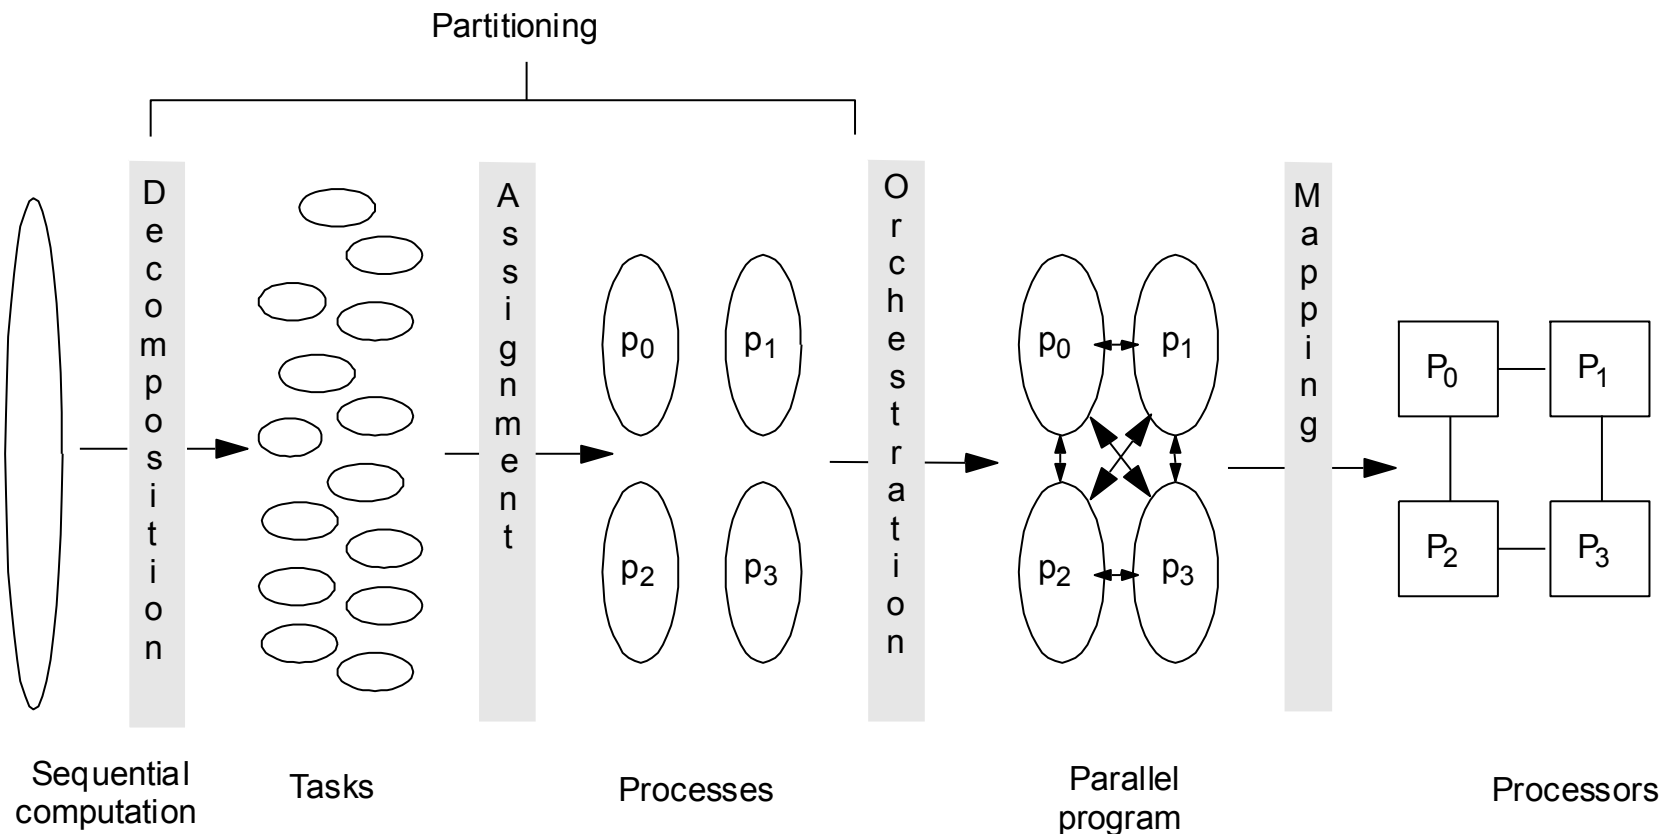 Partitioning
Decomposition
Assignment
Orchestration
Mapping
p0
p1
p2
p3
p0
p1
p2
p3
P0
P1
P2
P3
Sequential
computation
Tasks
Processes
Parallel
program
Processors